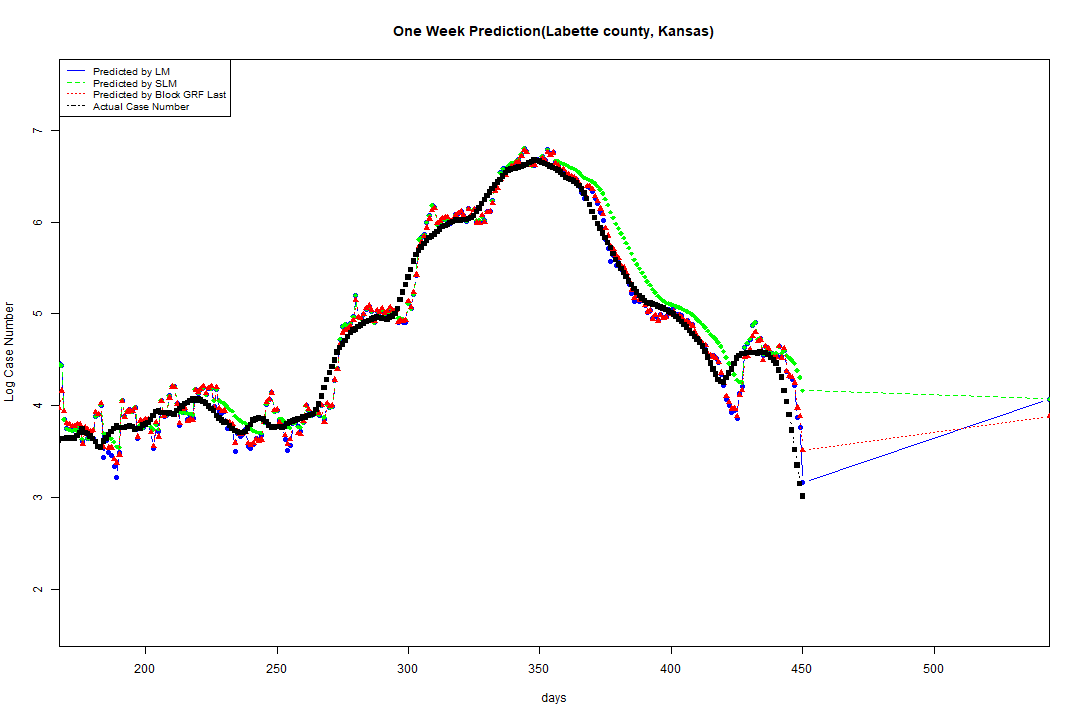 One Week Prediction(Labette county, Kansas)
Predicted by LM
Predicted by SLM
Predicted by Block GRF Last
Actual Case Number
7
6
5
4
3
2
Log Case Number
200 250 300 350 400 450 500
days